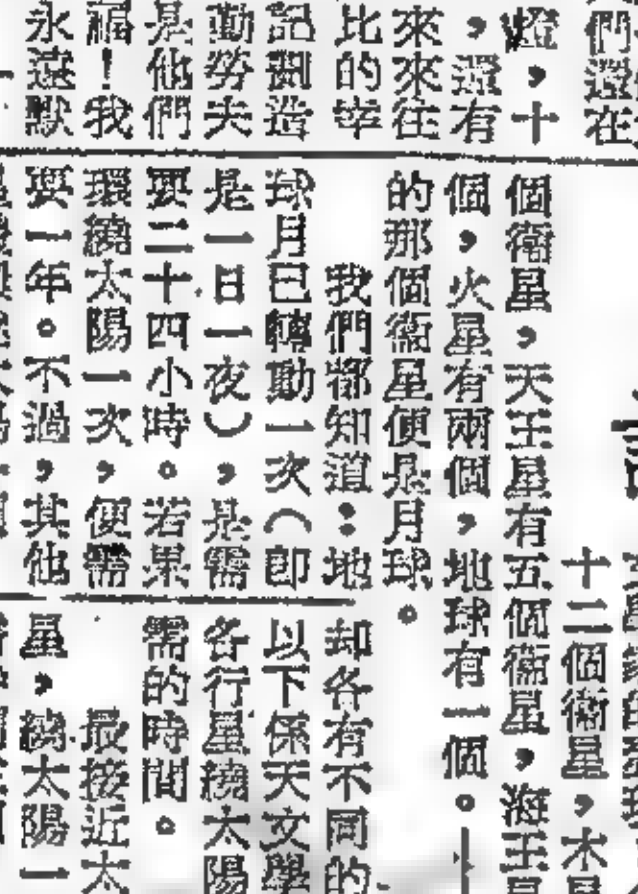 們還在
燈,十
,還有
來來往
比的幸
記劃造
勤勞夫
是他們
福!我
永遠默
十二個衛星,木星
個衛星,天王星有五個衛星,海王星
個,火星有兩個,地球有一個。
的那個衛星便是月球。
我們都知道:地
球月已轉動一次(即
是一日一夜),是需
要二十四小時。若果
環繞太陽一次,便需
要一年。不過,其他
却各有不同的
以下係天文學
各行星繞太陽
需的時間。
最接近太
星,繞太陽一